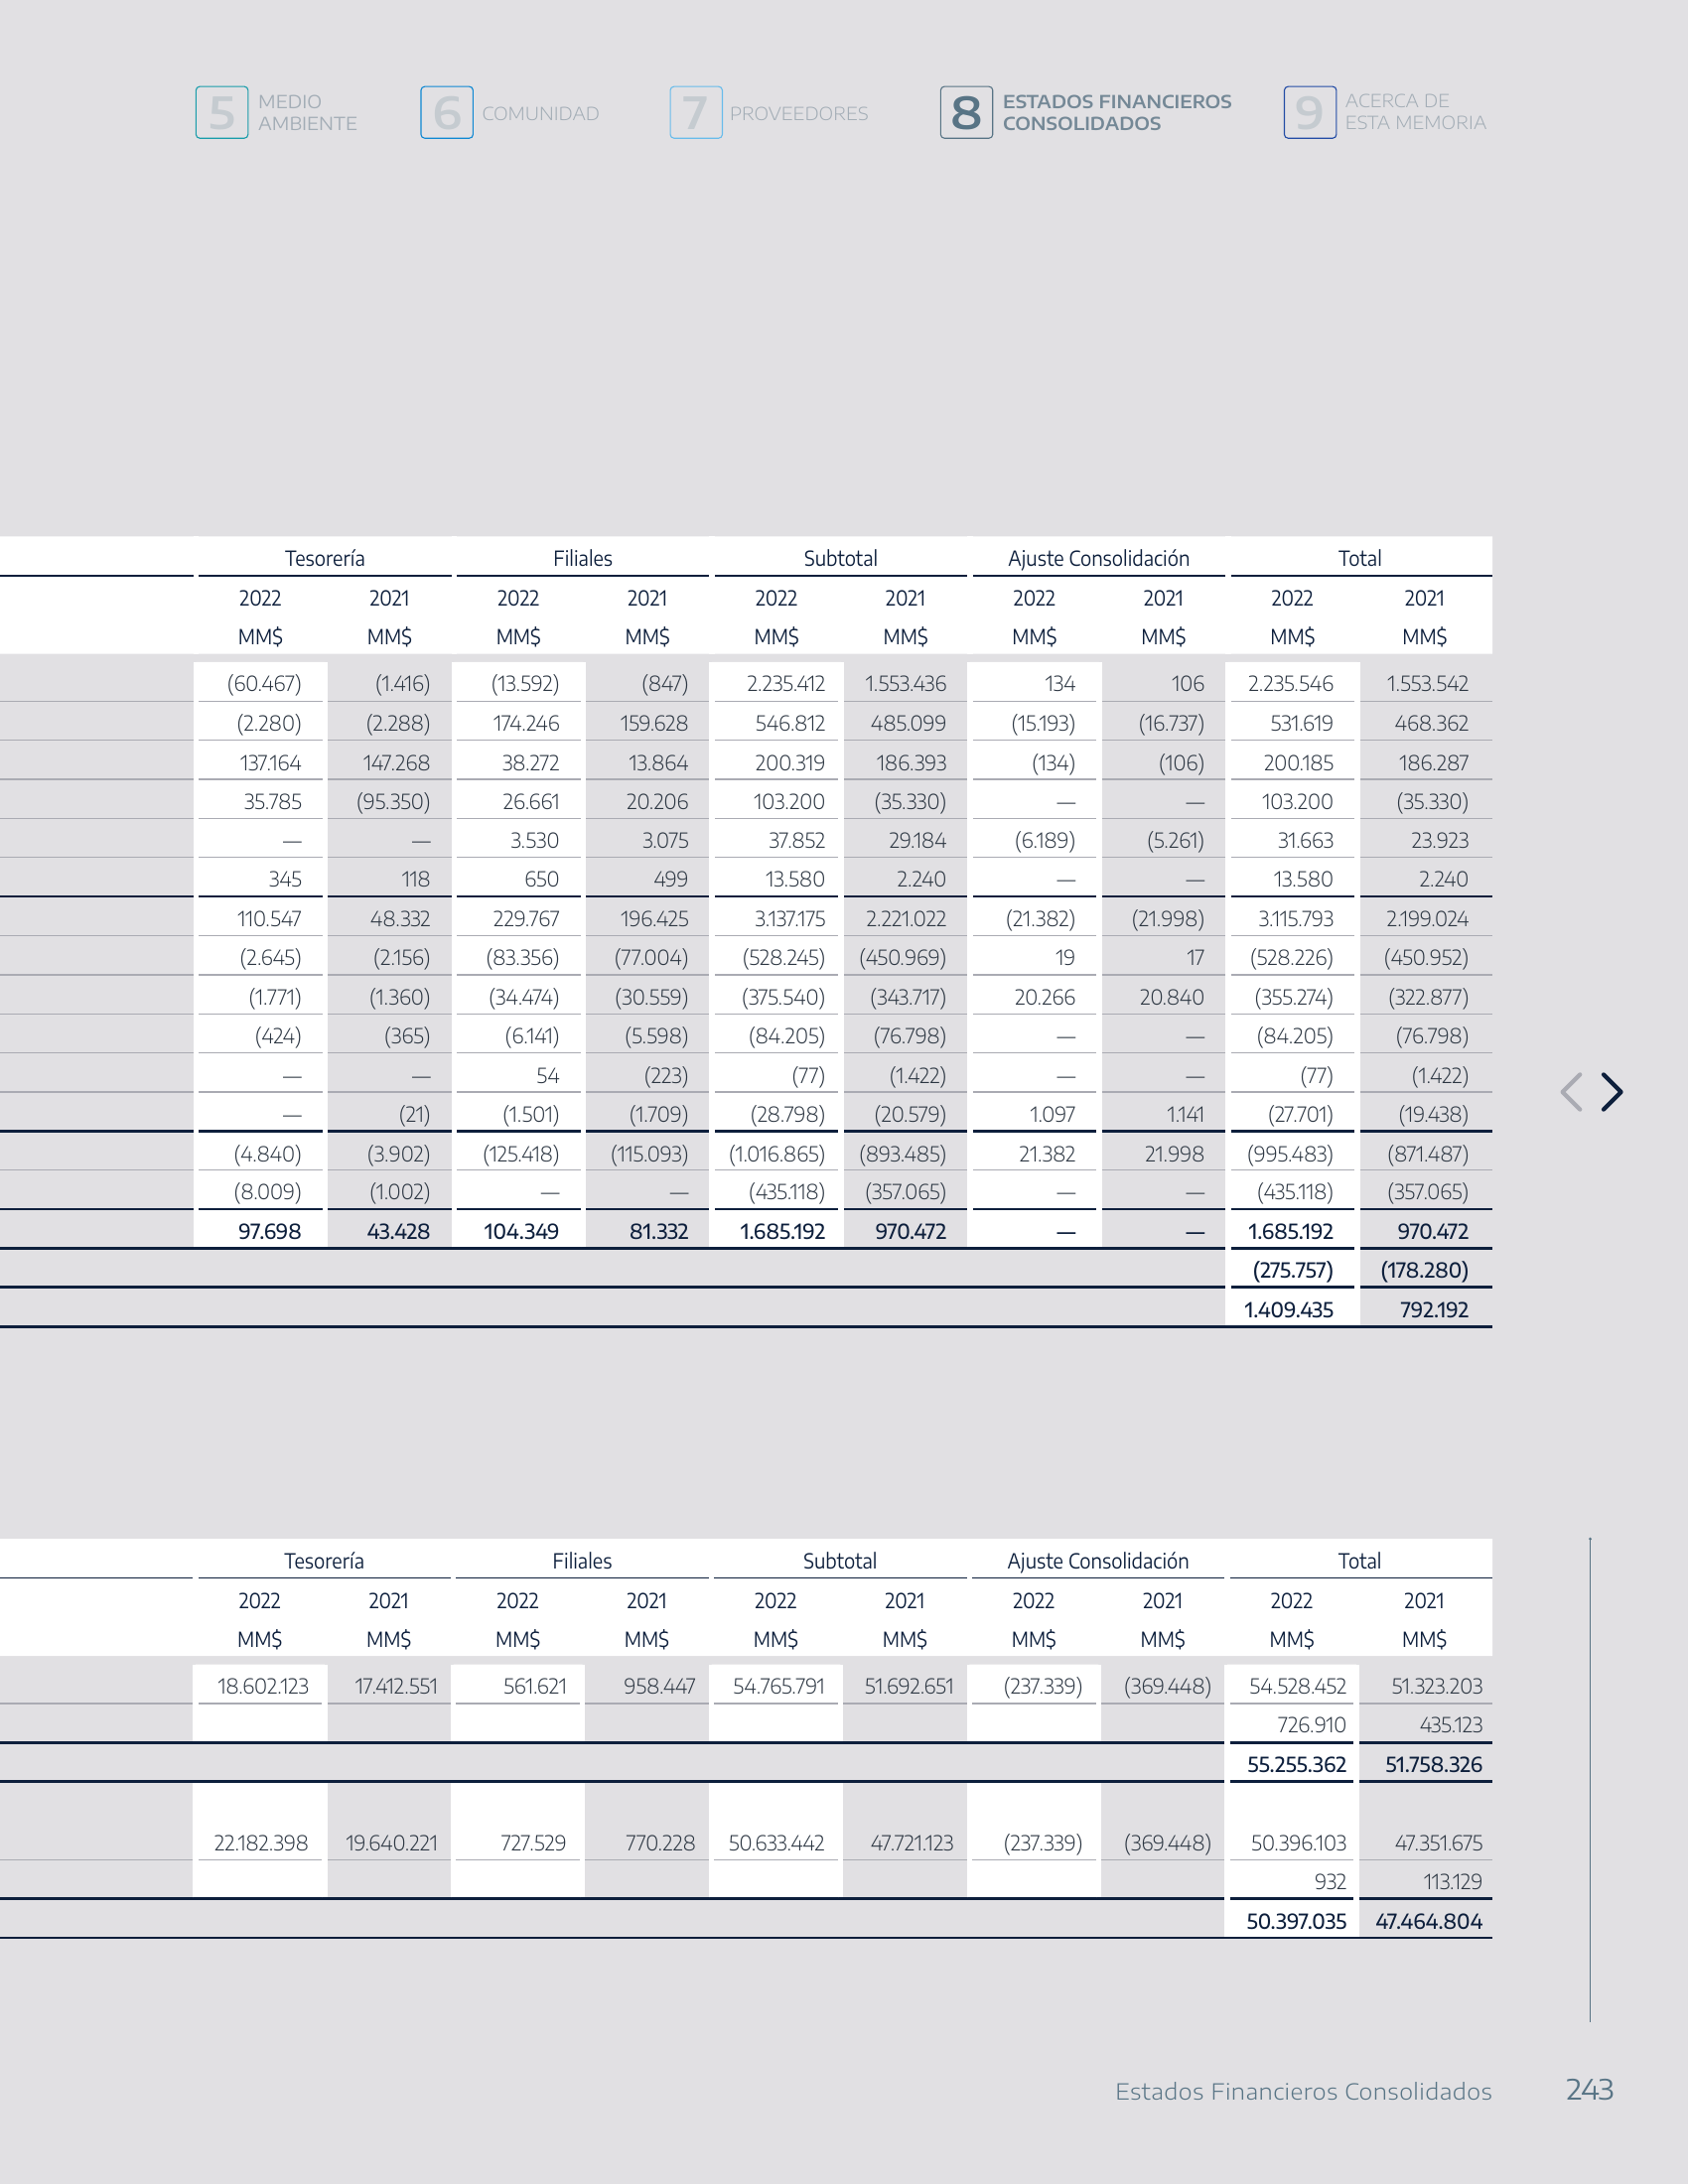 5 MEDIO AMBIENTE 6 COMUNIDAD 7 PROVEEDORES 8 ESTADOS FINANCIEROS CONSOLIDADOS 9 ACERCA DE ESTA MEMORIA
Tesorería Filiales Subtotal Ajuste Consolidación Total
2022 2021 2022 2021 2022 2021 2022 2021 2022 2021
MM$ MM$ MM$ MM$ MM$ MM$ MM$ MM$ MM$ MM$
(60.467) (1.416) (13.592) (847) 2.235.412 1.553.436 134 106 2.235.546 1.553.542
(2.280) (2.288) 174.246 159.628 546.812 485.099 (15.193) (16.737) 531.619 468.362
137.164 147.268 38.272 13.864 200.319 186.393 (134) (106) 200.185 186.287
35.785 (95.350) 26.661 20.206 103.200 (35.330) — — 103.200 (35.330)
— — 3.530 3.075 37.852 29.184 (6.189) (5.261) 31.663 23.923
345 118 650 499 13.580 2.240 — — 13.580 2.240
110.547 48.332 229.767 196.425 3.137.175 2.221.022 (21.382) (21.998) 3.115.793 2.199.024
(2.645) (2.156) (83.356) (77.004) (528.245) (450.969) 19 17 (528.226) (450.952)
(1.771) (1.360) (34.474) (30.559) (375.540) (343.717) 20.266 20.840 (355.274) (322.877)
(424) (365) (6.141) (5.598) (84.205) (76.798) — — (84.205) (76.798)
— — 54 (223) (77) (1.422) — — (77) (1.422)
— (21) (1.501) (1.709) (28.798) (20.579) 1.097 1.141 (27.701) (19.438)
(4.840) (3.902) (125.418) (115.093) (1.016.865) (893.485) 21.382 21.998 (995.483) (871.487)
(8.009) (1.002) — — (435.118) (357.065) — — (435.118) (357.065)
97.698 43.428 104.349 81.332 1.685.192 970.472 — — 1.685.192 970.472
(275.757) (178.280)
1.409.435 792.192
Tesorería Filiales Subtotal Ajuste Consolidación Total
2022 2021 2022 2021 2022 2021 2022 2021 2022 2021
MM$ MM$ MM$ MM$ MM$ MM$ MM$ MM$ MM$ MM$
18.602.123 17.412.551 561.621 958.447 54.765.791 51.692.651 (237.339) (369.448) 54.528.452 51.323.203
726.910 435.123
55.255.362 51.758.326
22.182.398 19.640.221 727.529 770.228 50.633.442 47.721.123 (237.339) (369.448) 50.396.103 47.351.675
932 113.129
50.397.035 47.464.804
Estados Financieros Consolidados 243